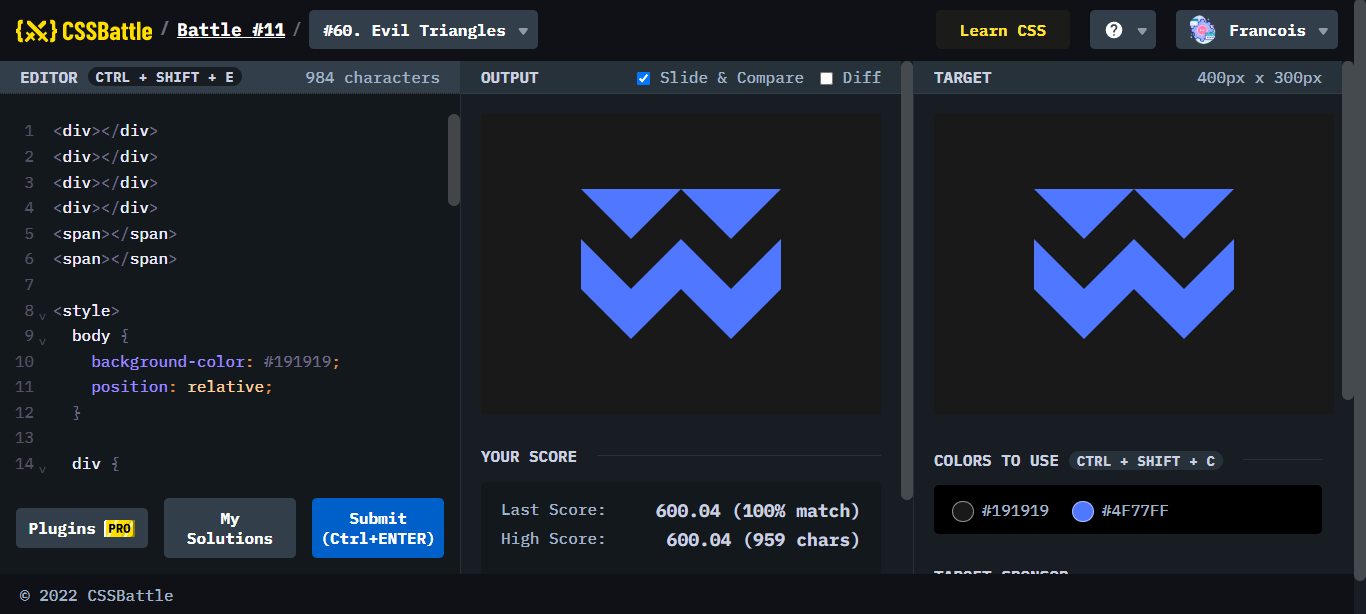 {X} CSSBattle / Battle #11 / #60. Evil Triangles Learn CSS ? Francois
EDITOR CTRL + SHIFT + E 984 characters OUTPUT Slide & Compare Diff TARGET 400px x 300px
1 <div></div>
2 <div></div>
3 <div></div>
4 <div></div>
5 <span></span>
6 <span></span>
7
8 <style>
9 body {
10 background-color: #191919;
11 position: relative;
12 }
13
14 div {
YOUR SCORE
Last Score: 600.04 (100% match)
High Score: 600.04 (959 chars)
COLORS TO USE CTRL + SHIFT + C
#191919 #4F77FF
TARGET SPONSOR
Plugins PRO
My
Solutions
Submit
(Ctrl+ENTER)
© 2022 CSSBattle